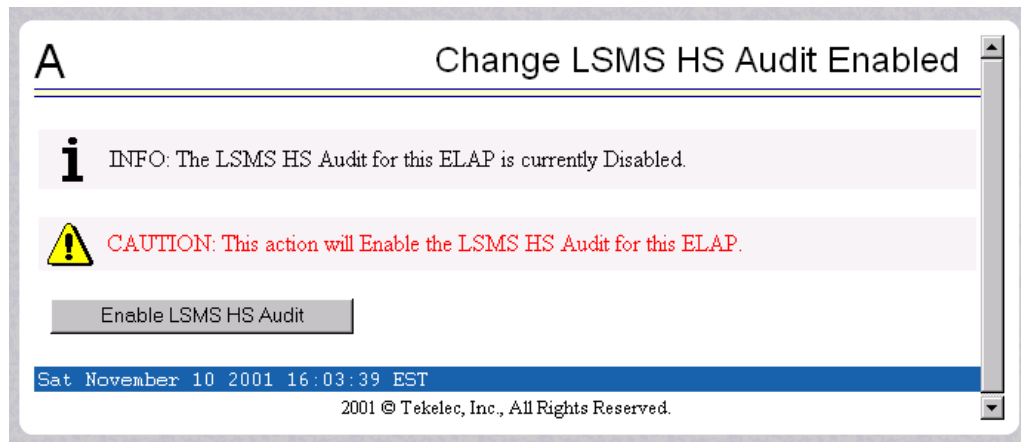 A
Change LSMS HS Audit Enabled
i
INFO: The LSMS HS Audit for this ELAP is currently Disabled.
!
CAUTION: This action will Enable the LSMS HS Audit for this ELAP.
Enable LSMS HS Audit
Sat November 10 2001 16:03:39 EST
2001 © Tekelec, Inc., All Rights Reserved.